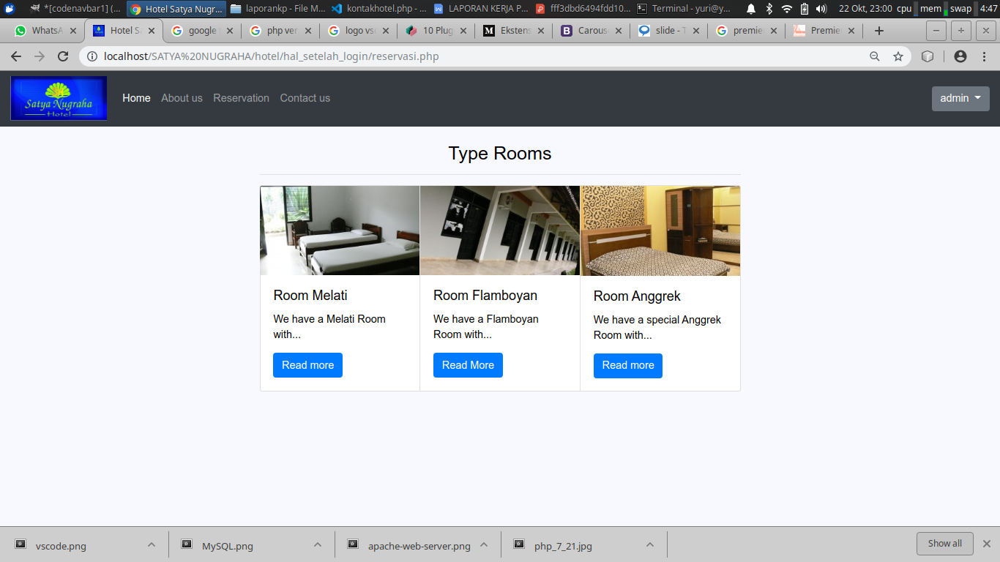 *[codenavbar1] (...
Hotel Satya Nugr...
laporankp - File M...
kontakhotel.php - ...
LAPORAN KERJA P...
fff3dbd6494fdd10...
Terminal - yuri@y...
22 Okt, 23:00 cpu mem swap 4:47
WhatsA
Hotel Sa
google
php ver
logo vsc
10 Plug
Ekstens
Carous
slide - T
premie
Premie
localhost/SATYA%20NUGRAHA/hotel/hal_setelah_login/reservasi.php
Satya Nugraha
Hotel
Home About us Reservation Contact us
admin
Type Rooms
Room Melati
We have a Melati Room
with...
Read more
Room Flamboyan
We have a Flamboyan
Room with...
Read More
Room Anggrek
We have a special Anggrek
Room with...
Read more
vscode.png
MySQL.png
apache-web-server.png
php_7_21.jpg
Show all